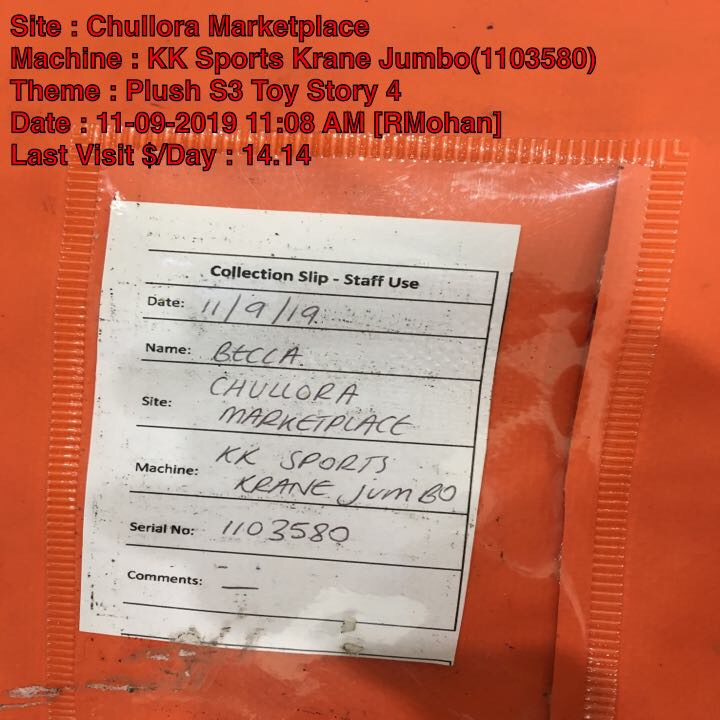 Site : Chullora Marketplace
Machine : KK Sports Krane Jumbo(1103580)
Theme : Plush S3 Toy Story 4
Date : 11-09-2019 11:08 AM [RMohan]
Last Visit $/Day : 14.14
Collection Slip - Staff Use
Date: 11/9/19
Name: BECCA
Site: CHULLORA
MARKETPLACE
Machine: KK SPORTS
KRANE JUMBO
Serial No: 1103580
Comments: —